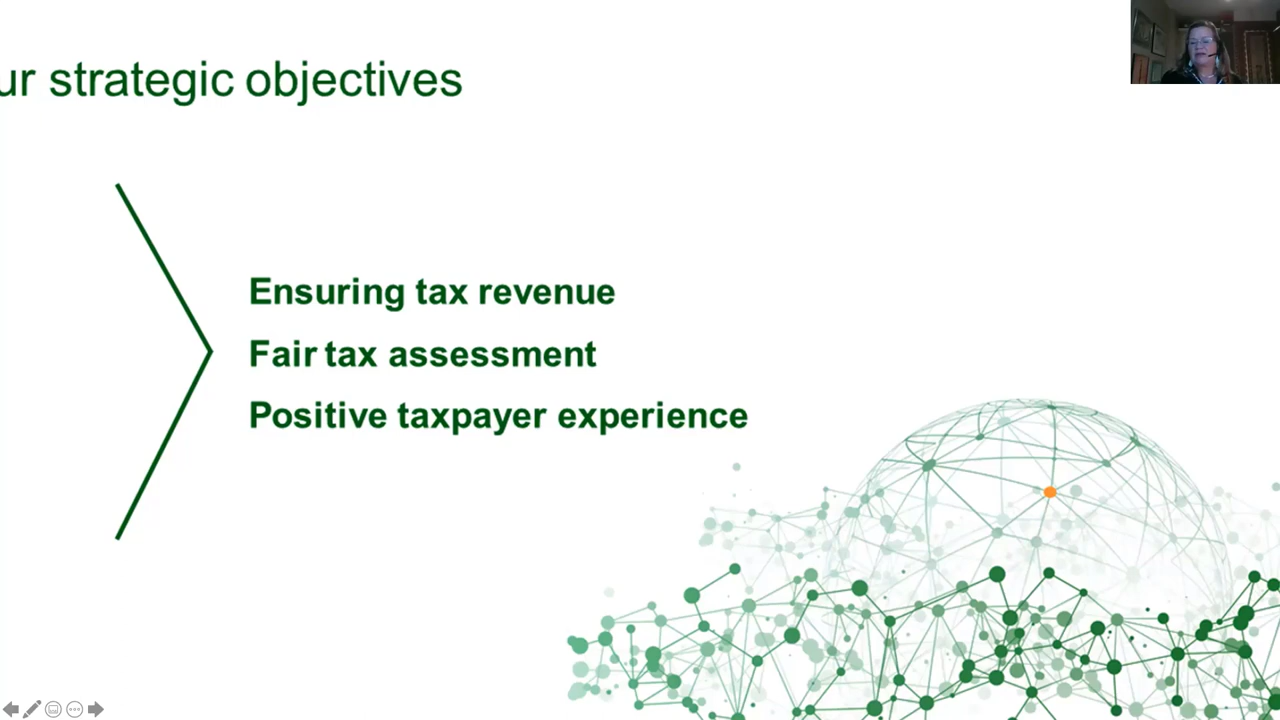 ur strategic objectives
Ensuring tax revenue
Fair tax assessment
Positive taxpayer experience